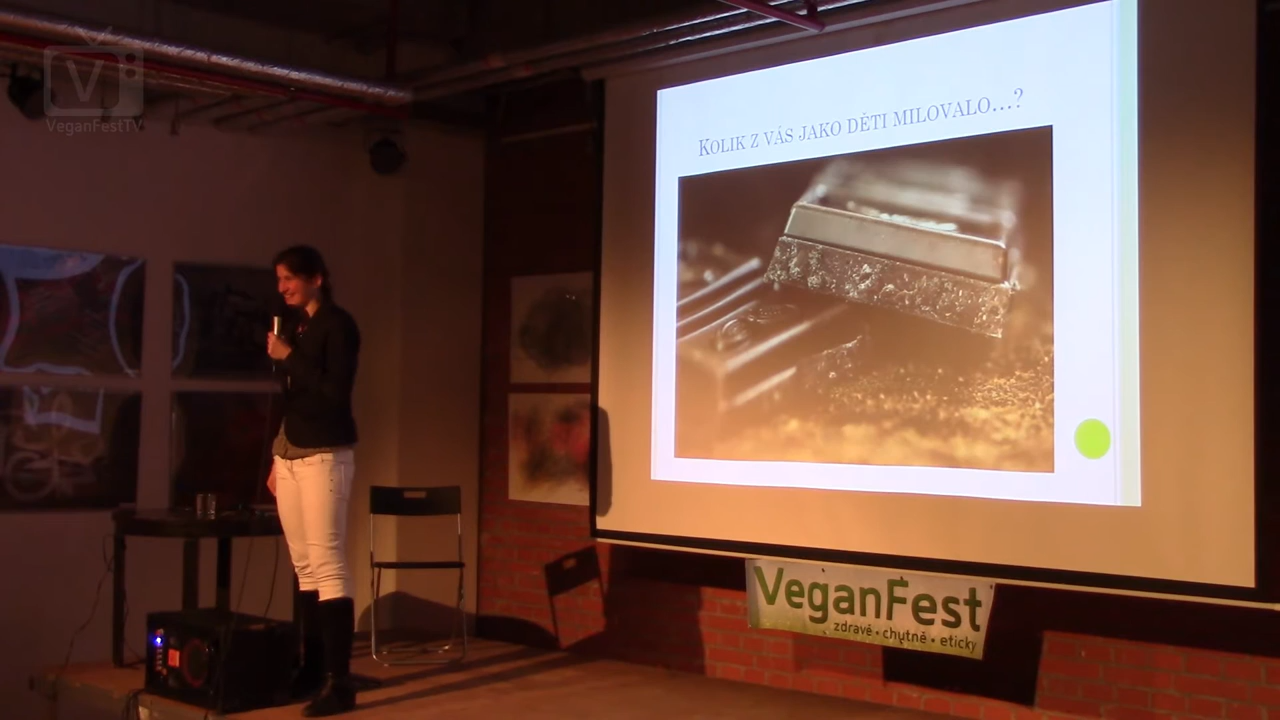 VeganFestTV
KOLIK Z VÁS JAKO DĚTI MILOVALO...?
VeganFest
zdravě • chutně • eticky